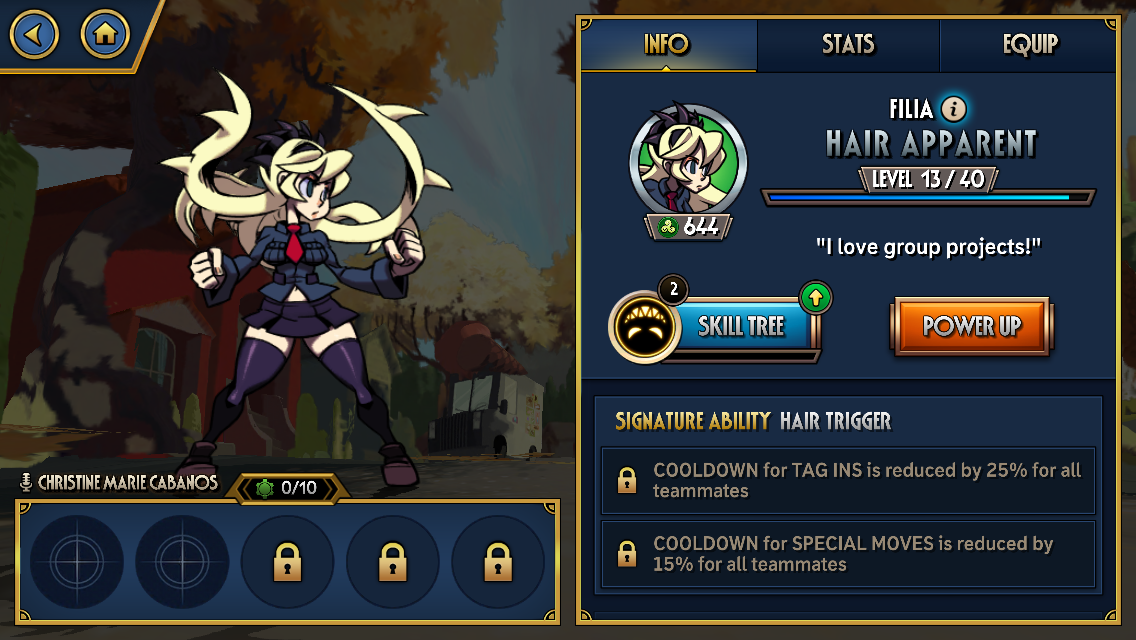 INFO
STATS
EQUIP
FILIA i
HAIR APPARENT
LEVEL 13 / 40
644
"I love group projects!"
2
SKILL TREE
POWER UP
SIGNATURE ABILITY HAIR TRIGGER
COOLDOWN for TAG INS is reduced by 25% for all
teammates
COOLDOWN for SPECIAL MOVES is reduced by
15% for all teammates
CHRISTINE MARIE CABANOS
0/10